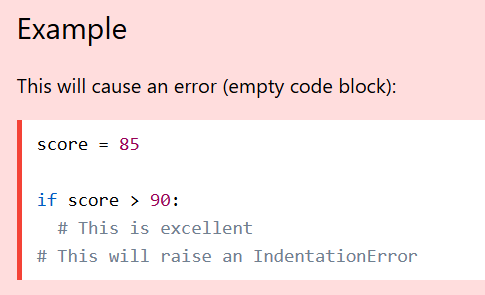 Example
This will cause an error (empty code block):
score = 85
if score > 90:
  # This is excellent
# This will raise an IndentationError